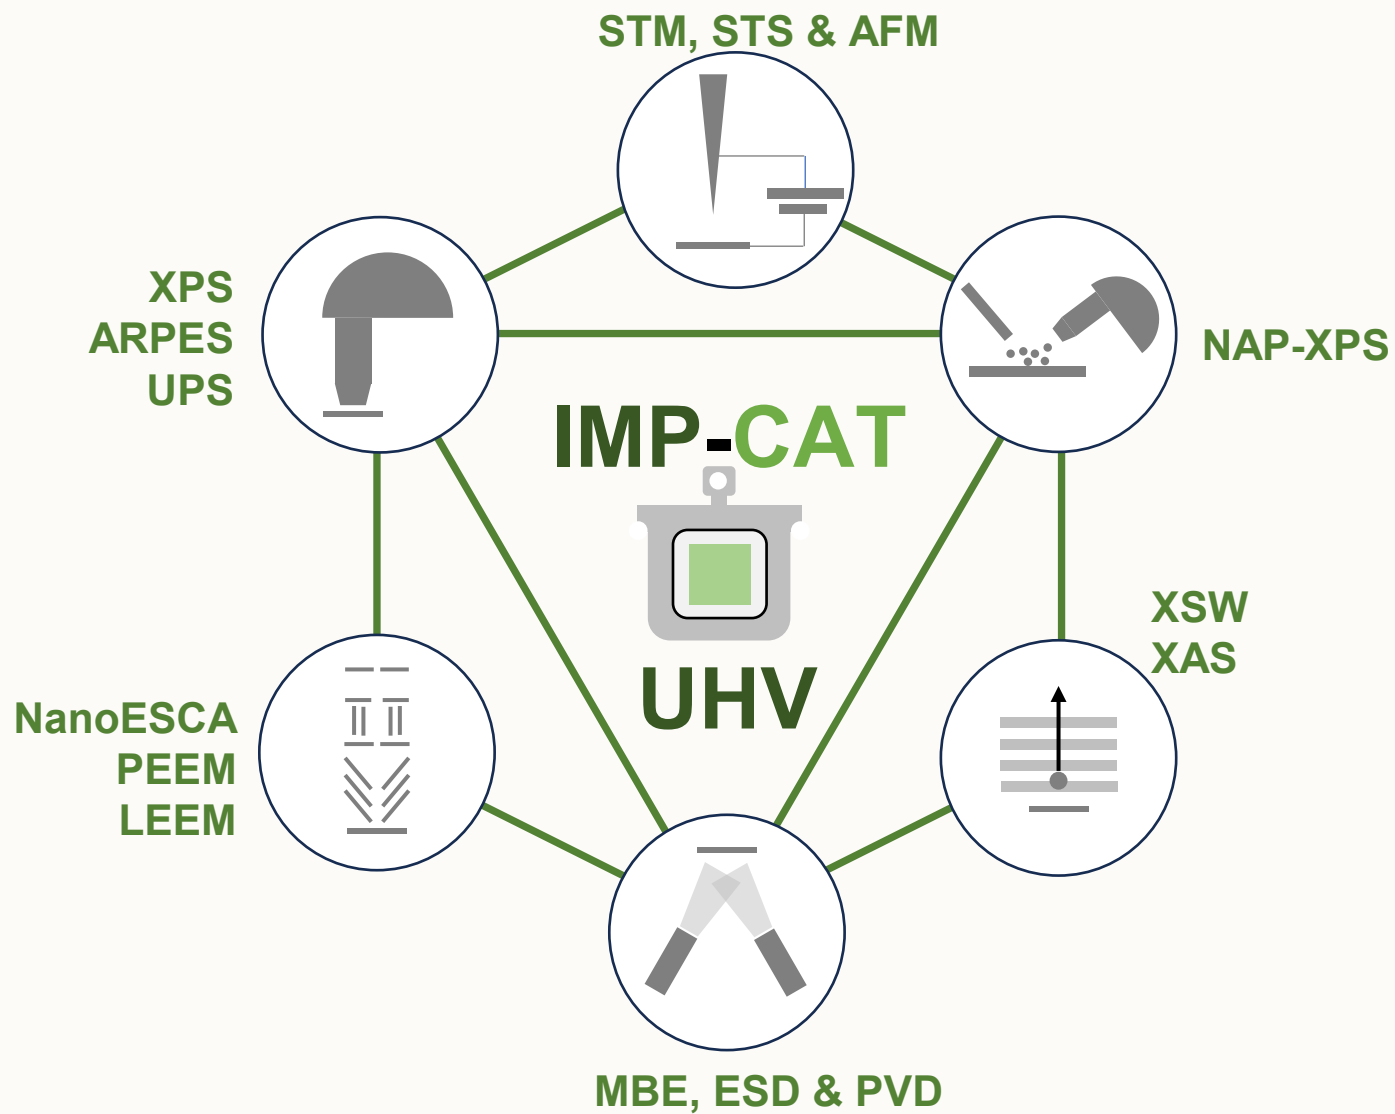 STM, STS & AFM
XPS
ARPES
UPS
NAP-XPS
IMP-CAT
UHV
XSW
XAS
NanoESCA
PEEM
LEEM
MBE, ESD & PVD